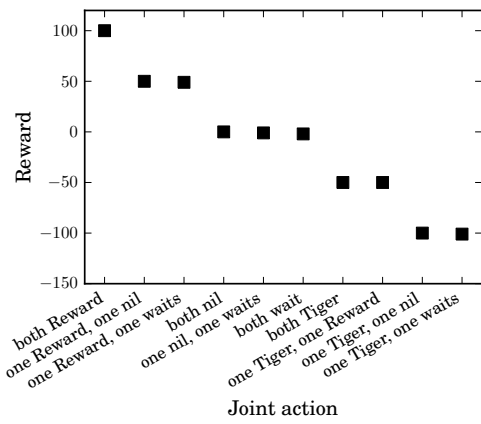 100
50
0
−50
−100
−150
Reward
both Reward
one Reward, one nil
one Reward, one waits
both nil
one nil, one waits
both wait
both Tiger
one Tiger, one Reward
one Tiger, one nil
one Tiger, one waits
Joint action